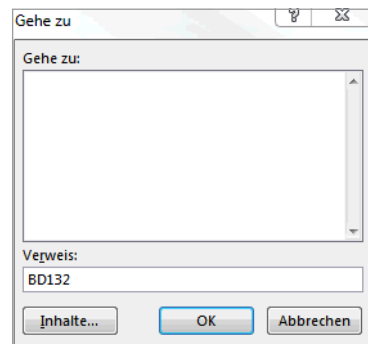 Gehe zu
Gehe zu:
Verweis:
BD132
Inhalte...
OK
Abbrechen